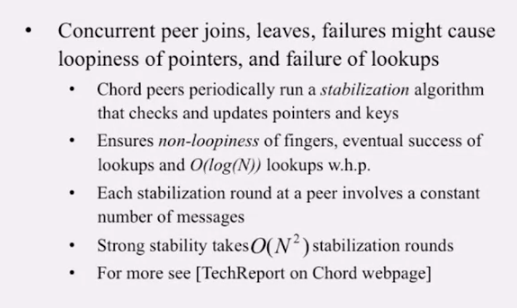 • Concurrent peer joins, leaves, failures might cause
loopiness of pointers, and failure of lookups
• Chord peers periodically run a stabilization algorithm
that checks and updates pointers and keys
• Ensures non-loopiness of fingers, eventual success of
lookups and O(log(N)) lookups w.h.p.
• Each stabilization round at a peer involves a constant
number of messages
• Strong stability takes O(N²) stabilization rounds
• For more see [TechReport on Chord webpage]